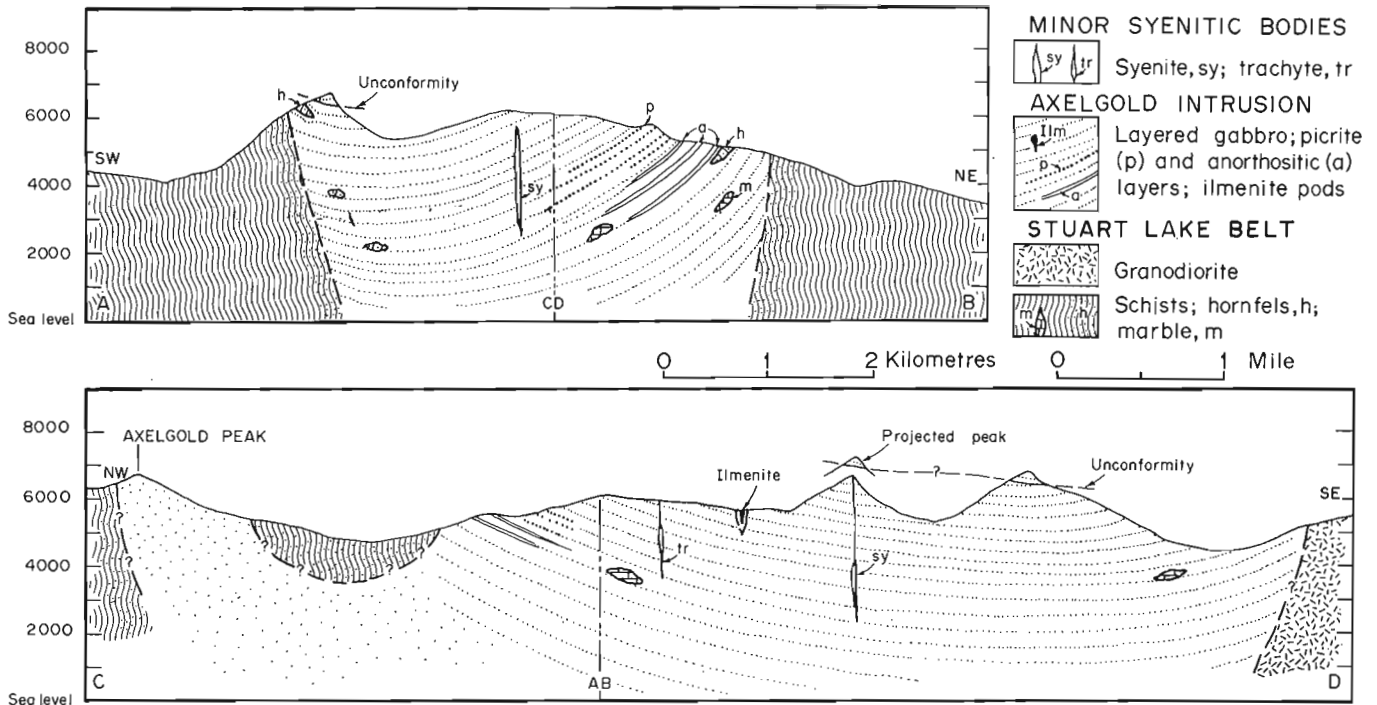 8000
6000
4000
2000
Sea level
SW
h
Unconformity
sy
p
a
h
m
NE
A
CD
B
MINOR SYENITIC BODIES
sy
tr
Syenite, sy; trachyte, tr
AXELGOLD INTRUSION
Ilm
p
a
Layered gabbro; picrite
(p) and anorthositic (a)
layers; ilmenite pods
STUART LAKE BELT
Granodiorite
m
h
Schists; hornfels, h;
marble, m
0 1 2 Kilometres
0 1 Mile
8000
6000
4000
2000
Sea level
AXELGOLD PEAK
NW
?
?
?
?
?
?
Ilmenite
tr
sy
Projected peak
?
Unconformity
SE
C
AB
D